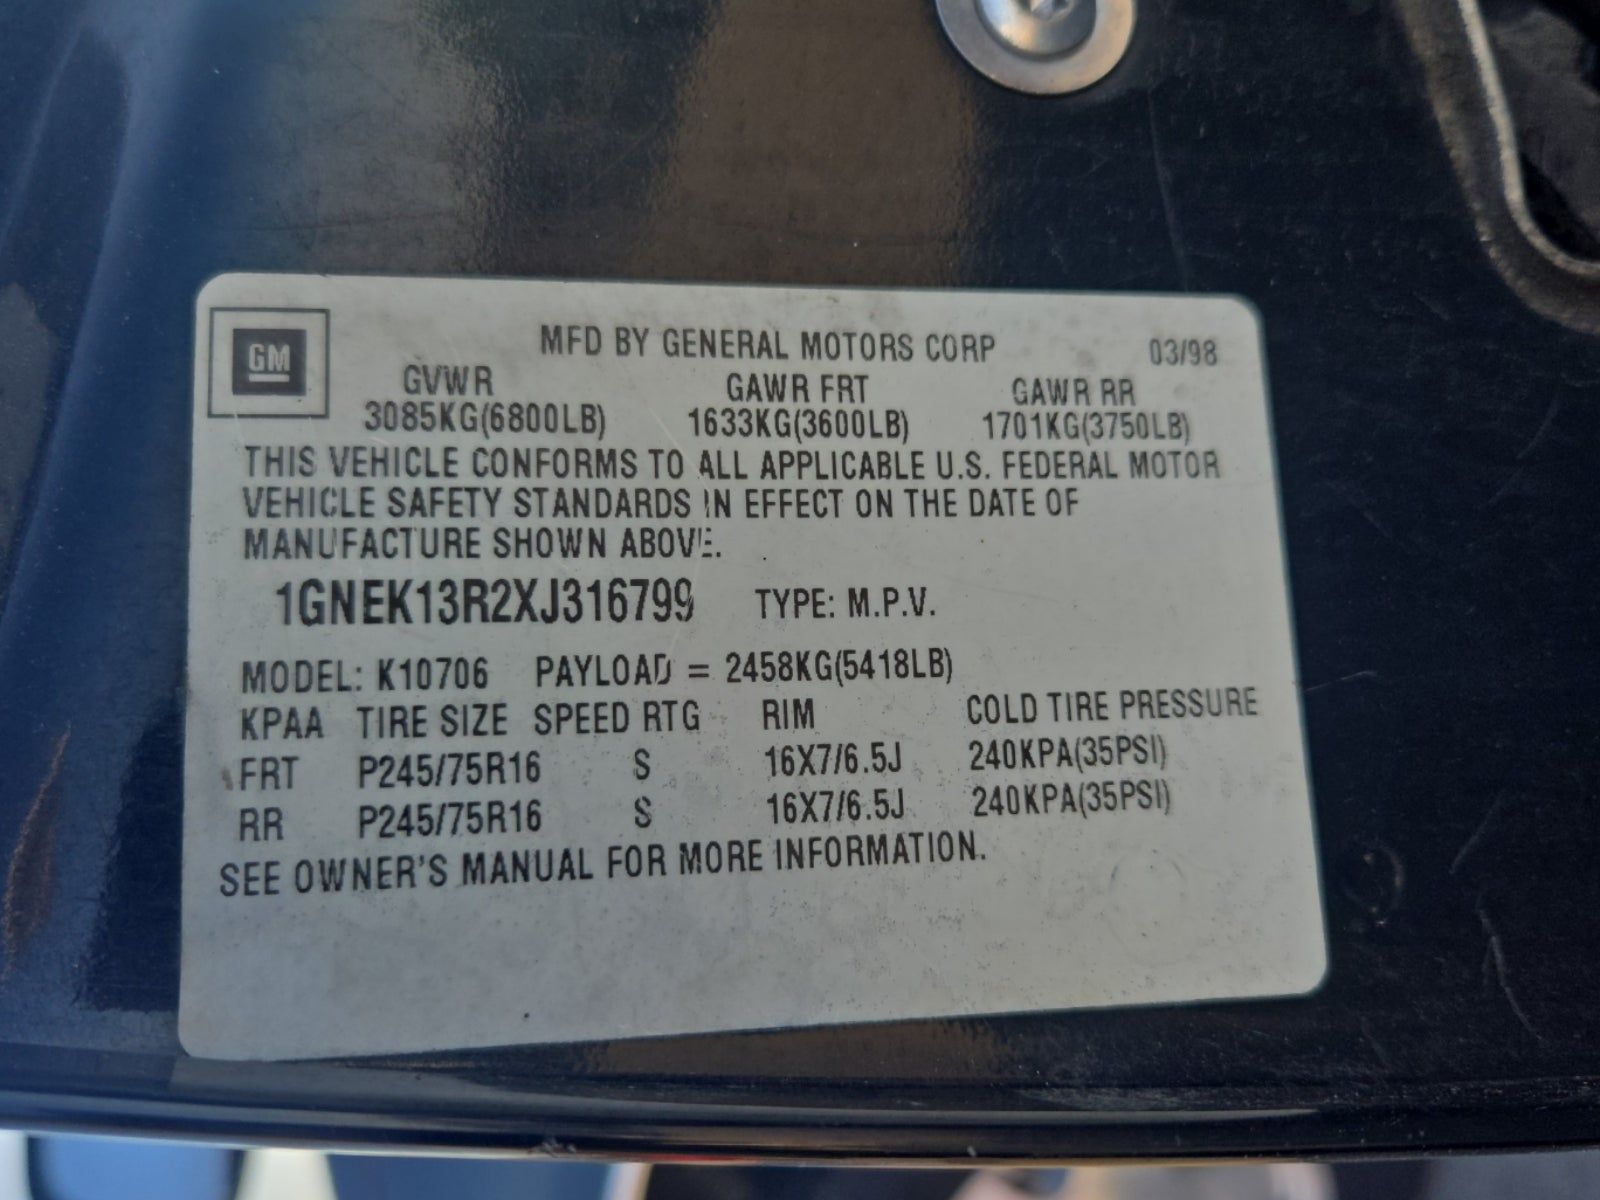 GM
MFD BY GENERAL MOTORS CORP 03/98
GVWR GAWR FRT GAWR RR
3085KG(6800LB) 1633KG(3600LB) 1701KG(3750LB)
THIS VEHICLE CONFORMS TO ALL APPLICABLE U.S. FEDERAL MOTOR
VEHICLE SAFETY STANDARDS IN EFFECT ON THE DATE OF
MANUFACTURE SHOWN ABOVE.
1GNEK13R2XJ316799 TYPE: M.P.V.
MODEL: K10706 PAYLOAD = 2458KG(5418LB)
KPAA TIRE SIZE SPEED RTG RIM COLD TIRE PRESSURE
FRT P245/75R16 S 16X7/6.5J 240KPA(35PSI)
RR P245/75R16 S 16X7/6.5J 240KPA(35PSI)
SEE OWNER'S MANUAL FOR MORE INFORMATION.